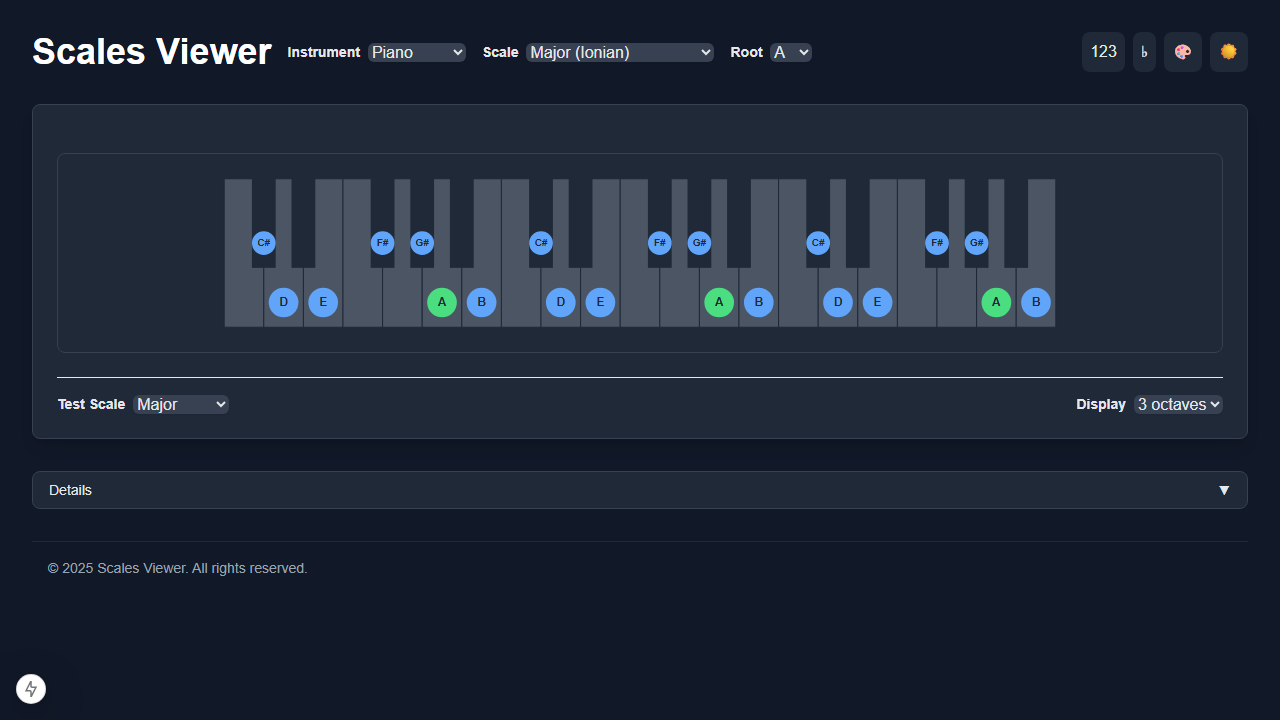 Scales Viewer Instrument Piano Scale Major (Ionian) Root A 123 ♭
C# F# G# C# F# G# C# F# G#
D E A B D E A B D E A B
Test Scale Major Display 3 octaves
Details ▼
© 2025 Scales Viewer. All rights reserved.